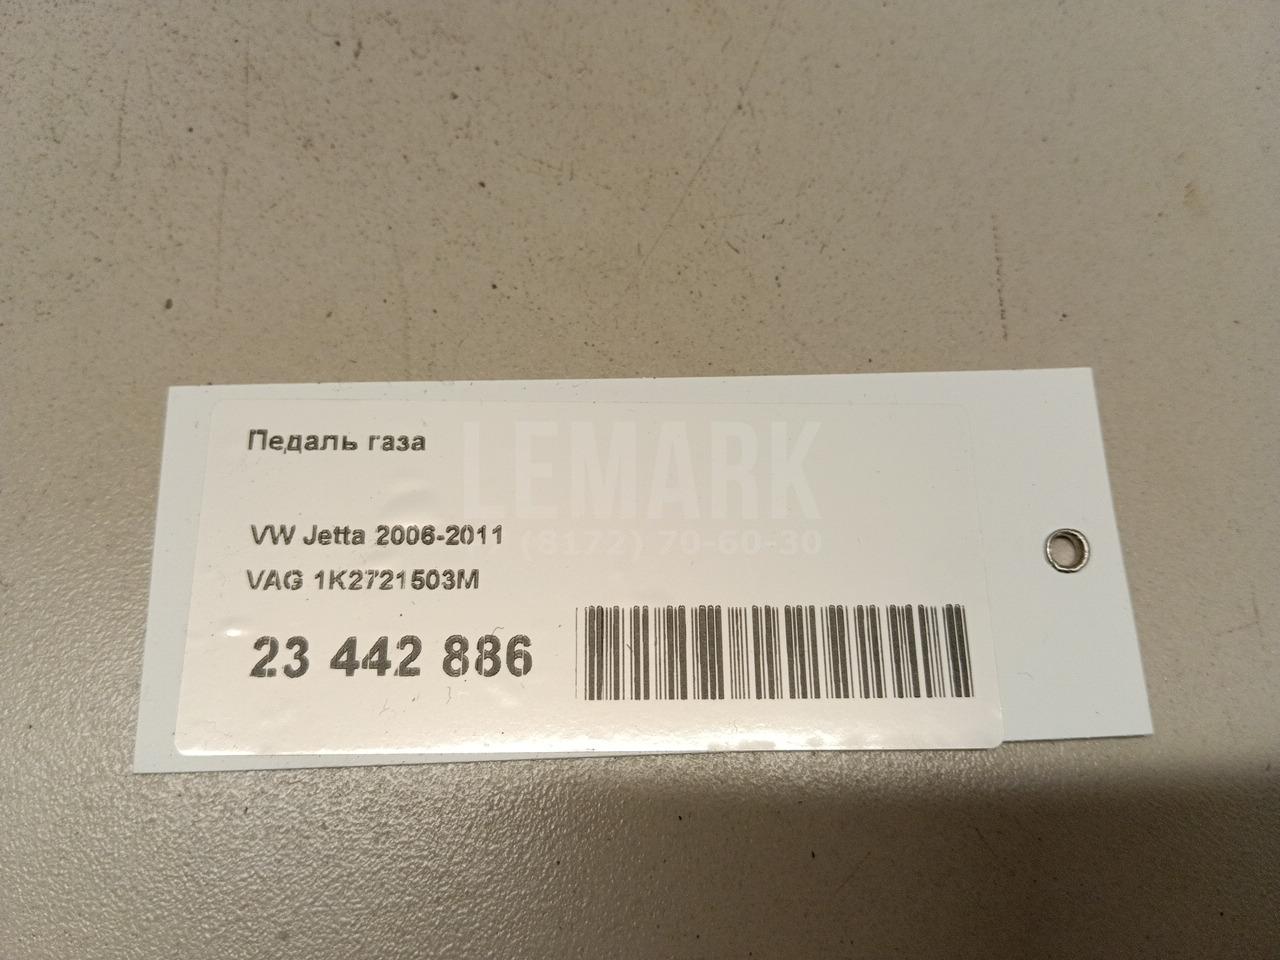 Педаль газа
LEMARK
VW Jetta 2006-2011
(8172) 70-60-30
VAG 1K2721503M
23 442 886